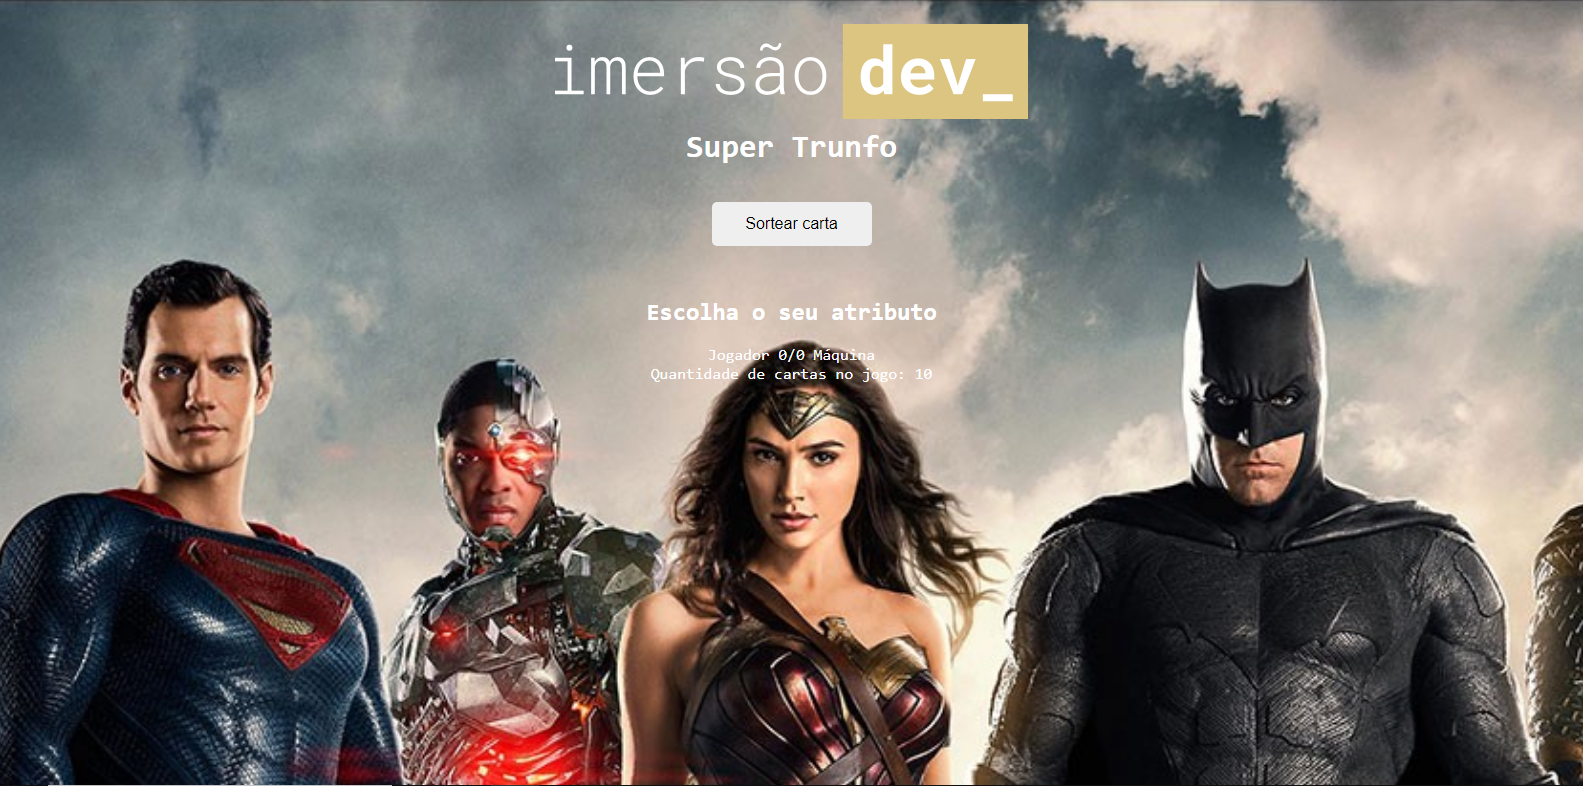 imersão dev_
Super Trunfo
Sortear carta
Escolha o seu atributo
Jogador 0/0 Máquina
Quantidade de cartas no jogo: 10